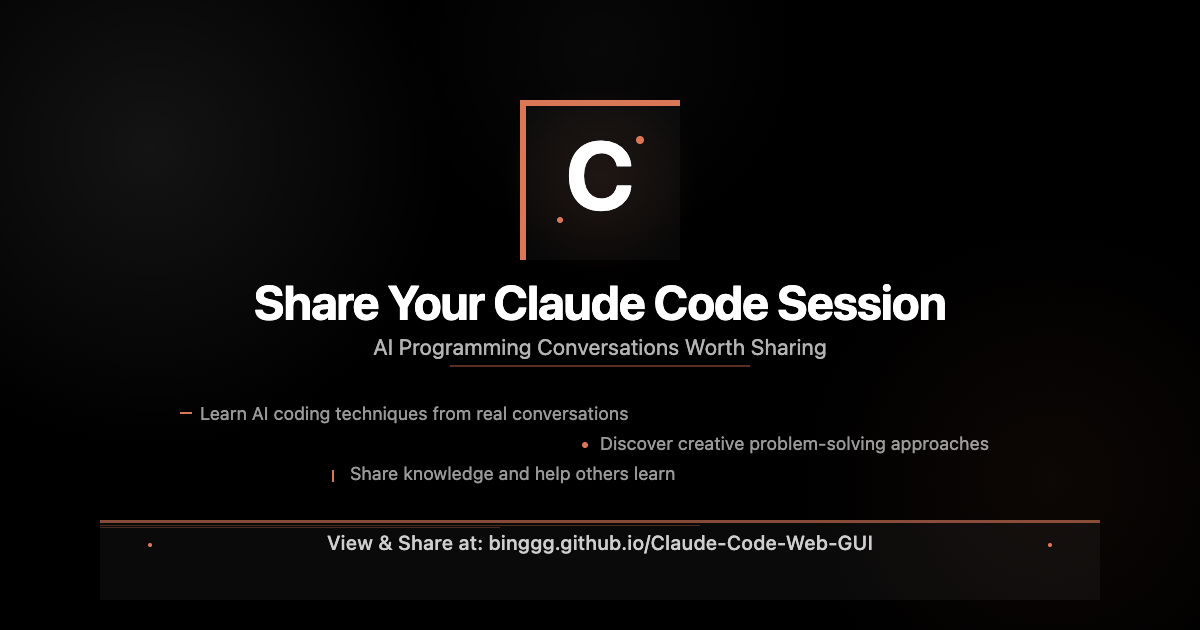 C
Share Your Claude Code Session
AI Programming Conversations Worth Sharing
Learn AI coding techniques from real conversations
Discover creative problem-solving approaches
Share knowledge and help others learn
View & Share at: binggg.github.io/Claude-Code-Web-GUI